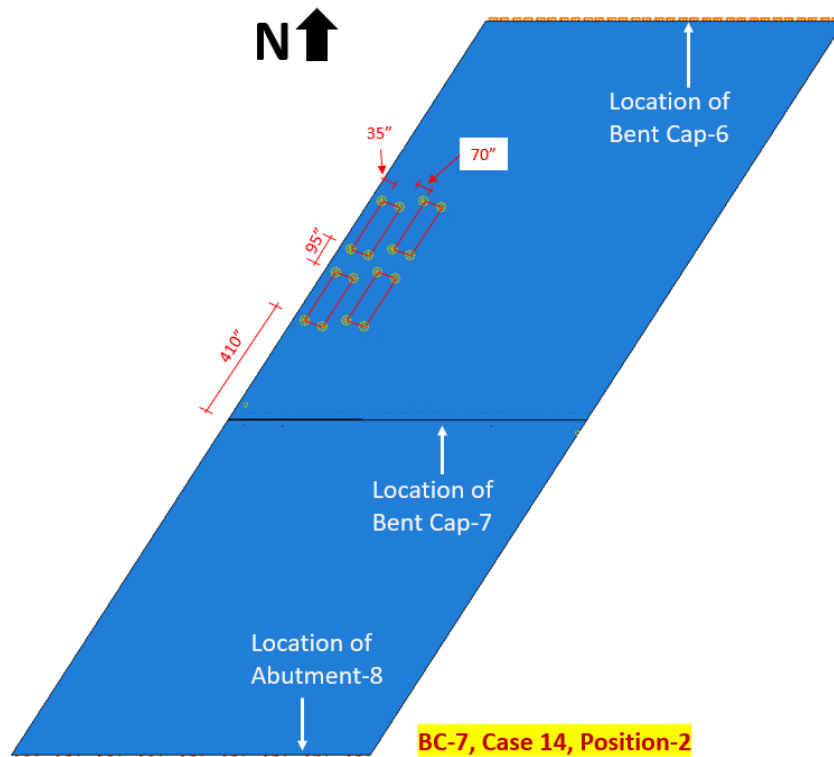 N
Location of
Bent Cap-6
35”
70”
95”
410”
Location of
Bent Cap-7
Location of
Abutment-8
BC-7, Case 14, Position-2